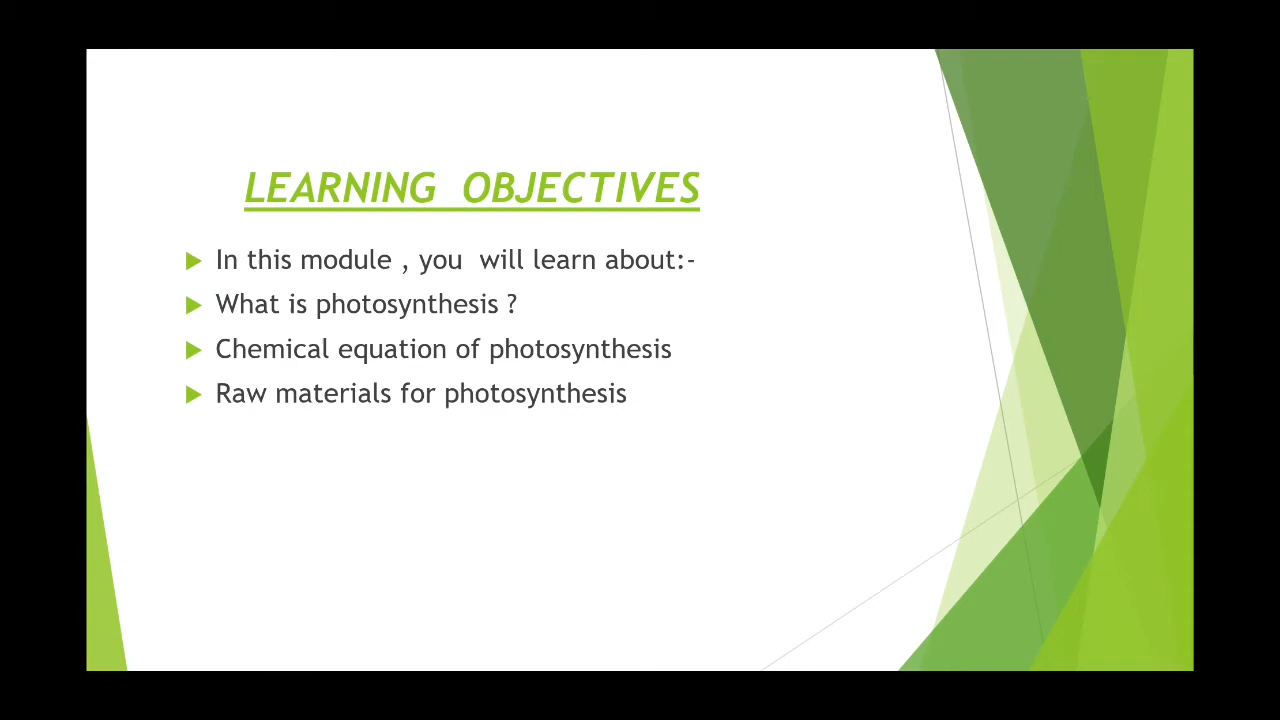 LEARNING  OBJECTIVES
In this module , you  will learn about:-
What is photosynthesis ?
Chemical equation of photosynthesis
Raw materials for photosynthesis